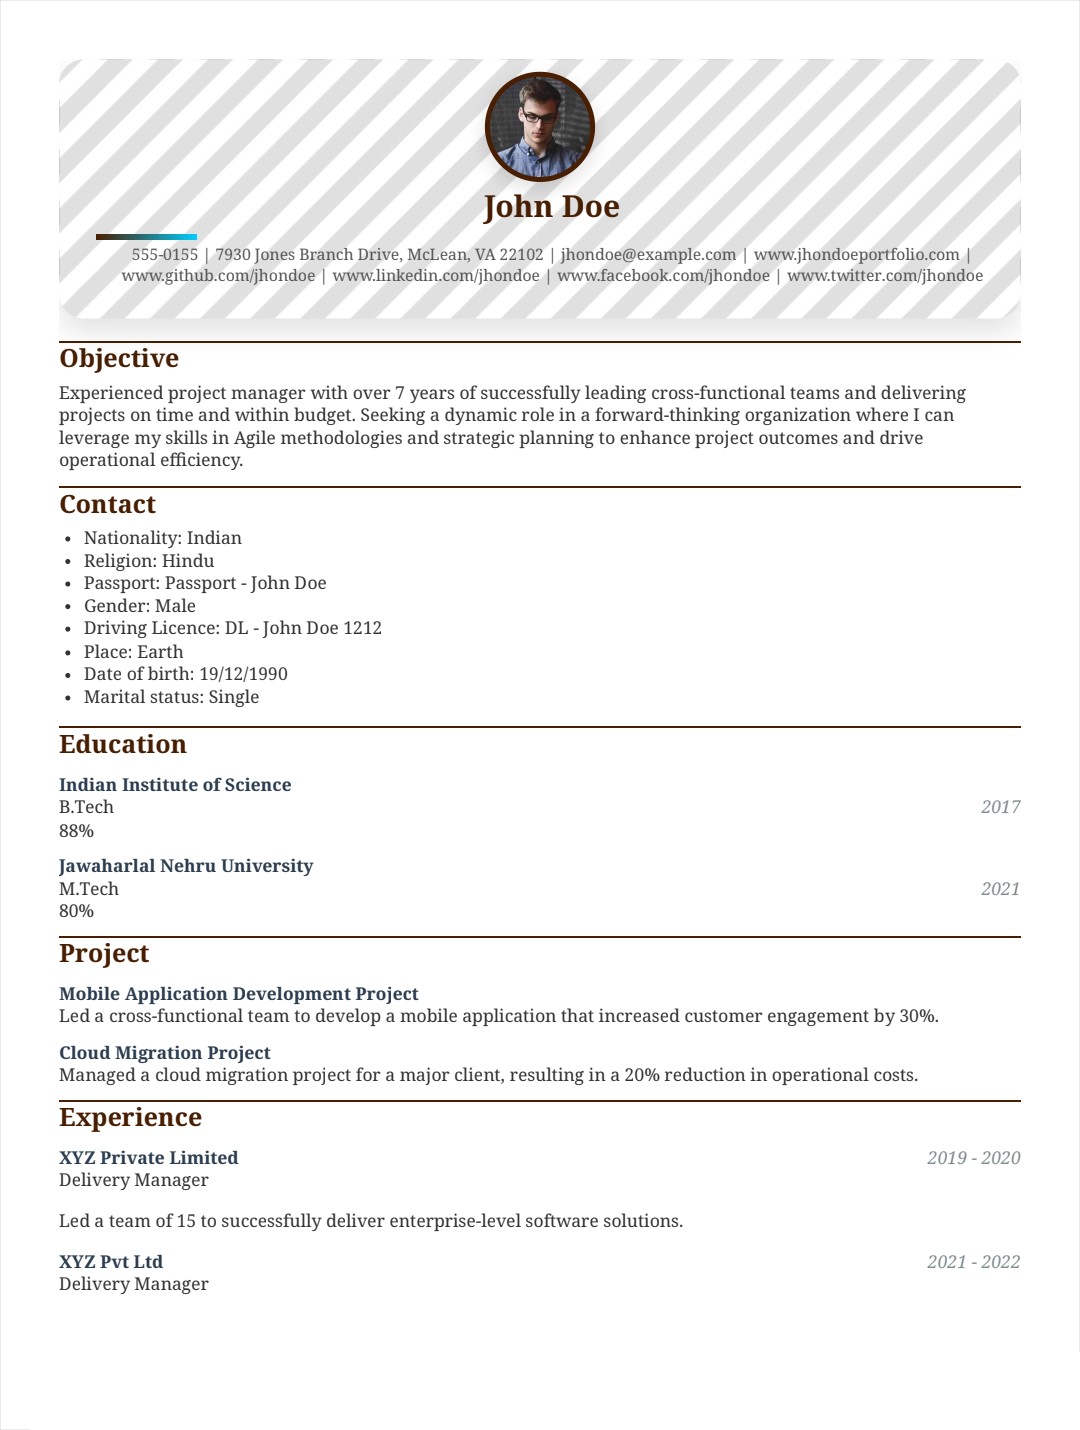 John Doe
555-0155 | 7930 Jones Branch Drive, McLean, VA 22102 | jhondoe@example.com | www.jhondoeportfolio.com |
www.github.com/jhondoe | www.linkedin.com/jhondoe | www.facebook.com/jhondoe | www.twitter.com/jhondoe
Objective
Experienced project manager with over 7 years of successfully leading cross-functional teams and delivering
projects on time and within budget. Seeking a dynamic role in a forward-thinking organization where I can
leverage my skills in Agile methodologies and strategic planning to enhance project outcomes and drive
operational efficiency.
Contact
• Nationality: Indian
• Religion: Hindu
• Passport: Passport - John Doe
• Gender: Male
• Driving Licence: DL - John Doe 1212
• Place: Earth
• Date of birth: 19/12/1990
• Marital status: Single
Education
Indian Institute of Science
B.Tech 2017
88%
Jawaharlal Nehru University
M.Tech 2021
80%
Project
Mobile Application Development Project
Led a cross-functional team to develop a mobile application that increased customer engagement by 30%.
Cloud Migration Project
Managed a cloud migration project for a major client, resulting in a 20% reduction in operational costs.
Experience
XYZ Private Limited 2019 - 2020
Delivery Manager
Led a team of 15 to successfully deliver enterprise-level software solutions.
XYZ Pvt Ltd 2021 - 2022
Delivery Manager